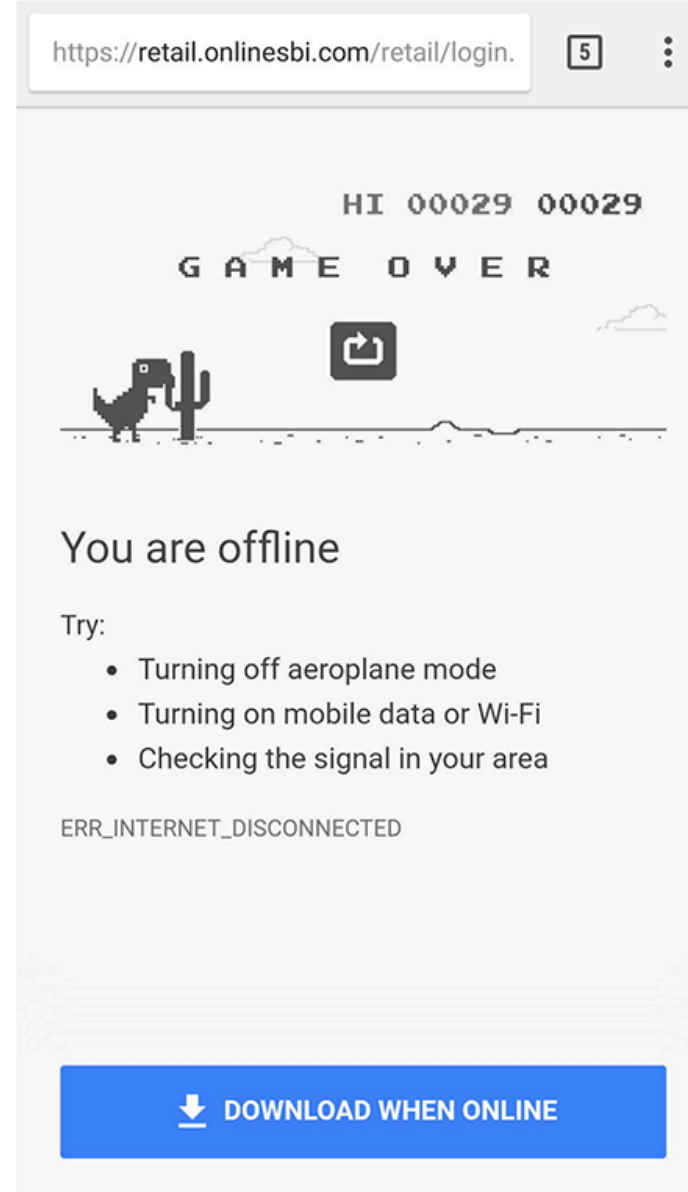 https://retail.onlinesbi.com/retail/login.
5
HI 00029 00029
GAME OVER
You are offline
Try:
• Turning off aeroplane mode
• Turning on mobile data or Wi-Fi
• Checking the signal in your area
ERR_INTERNET_DISCONNECTED
DOWNLOAD WHEN ONLINE